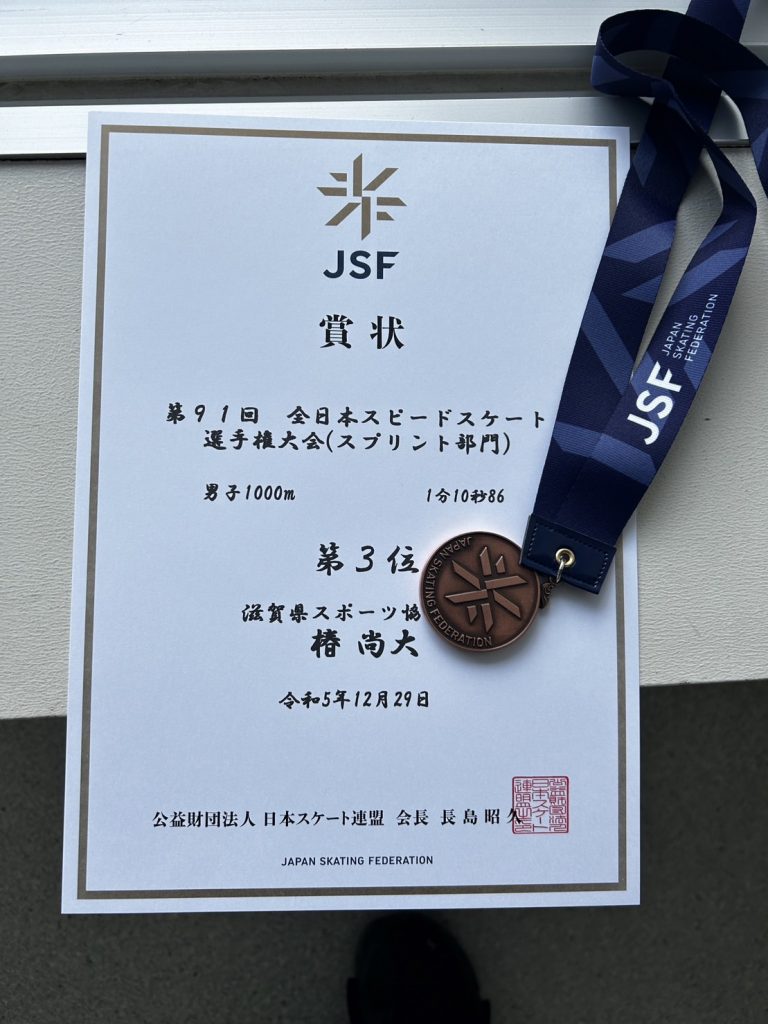 JSF
賞状
第91回 全日本スピードスケート
選手権大会(スプリント部門)
男子1000m 1分10秒86
第3位
滋賀県スポーツ協
椿 尚大
令和5年12月29日
公益財団法人 日本スケート連盟 会長 長島昭久
JAPAN SKATING FEDERATION
JSF JAPAN SKATING FEDERATION
JAPAN SKATING FEDERATION